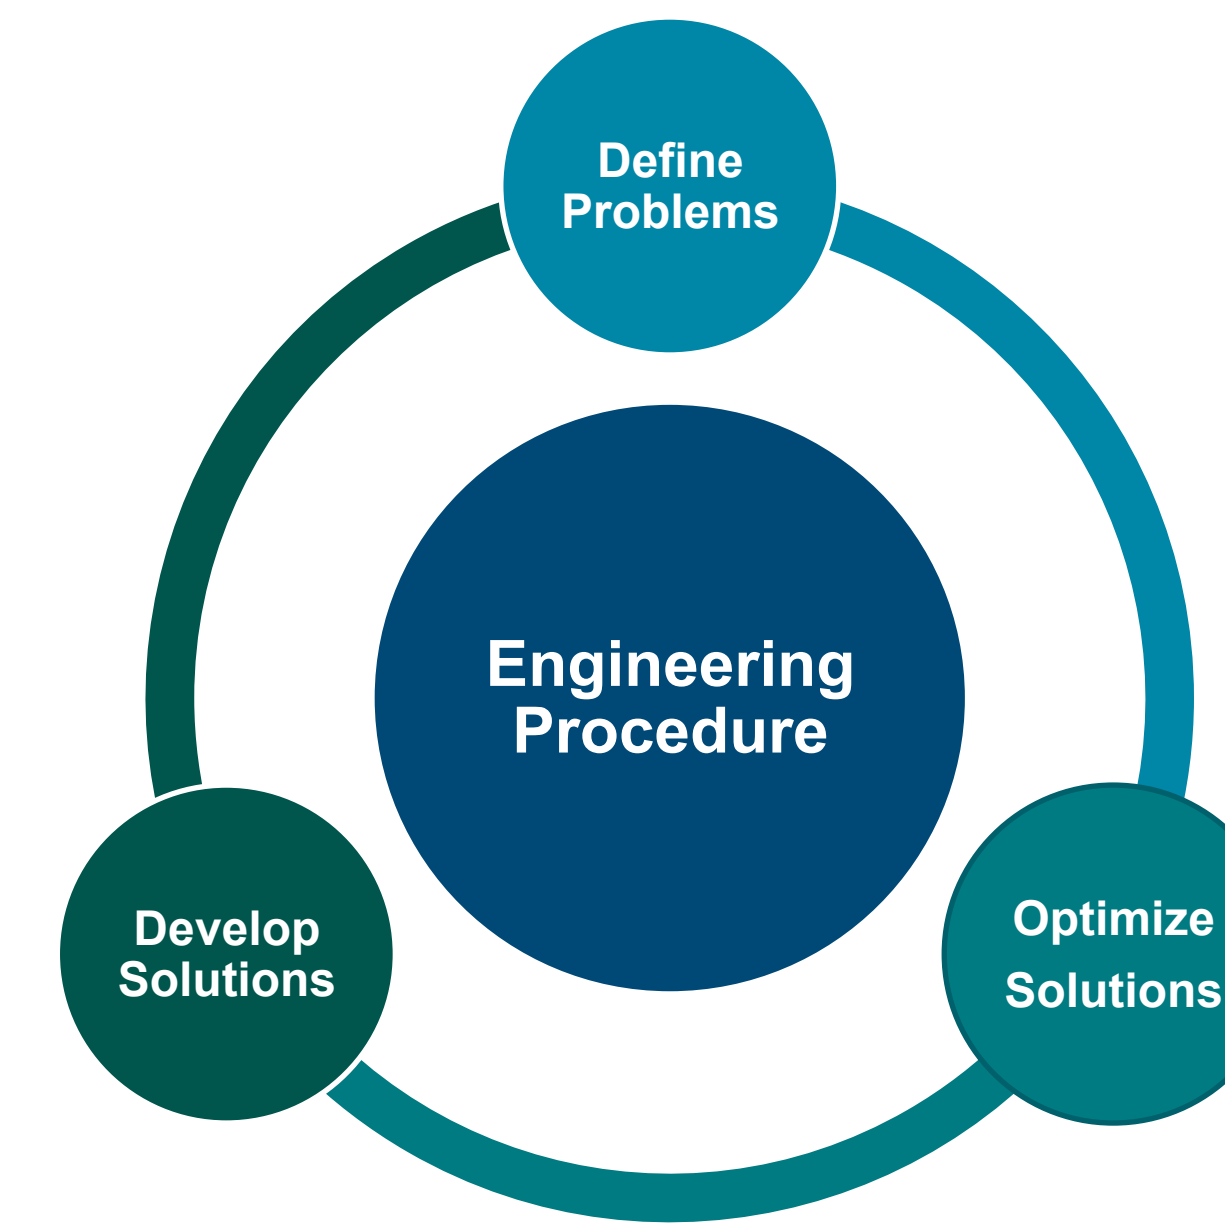 Define
Problems
Engineering
Procedure
Develop
Solutions
Optimize
Solutions